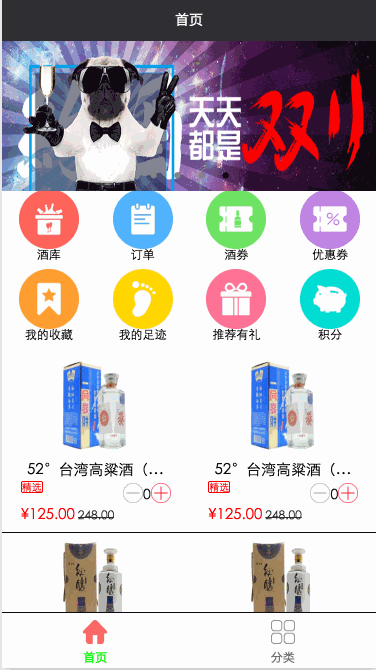 首页
天天
都是
双11
酒库 订单 酒券 优惠券
我的收藏 我的足迹 推荐有礼 积分
52°台湾高粱酒（... 52°台湾高粱酒（...
精选 精选
0 0
¥125.00 248.00 ¥125.00 248.00
首页 分类